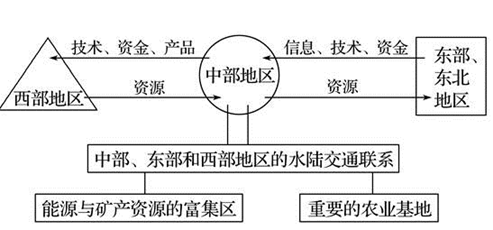 技术、资金、产品
信息、技术、资金
东部、
东北
地区
中部地区
西部地区
资源
资源
中部、东部和西部地区的水陆交通联系
能源与矿产资源的富集区
重要的农业基地